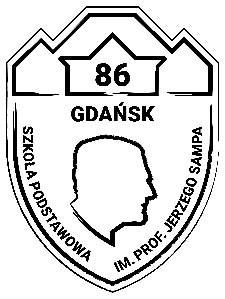 86
GDAŃSK
SZKOŁA PODSTAWOWA
IM. PROF. JERZEGO SAMPA